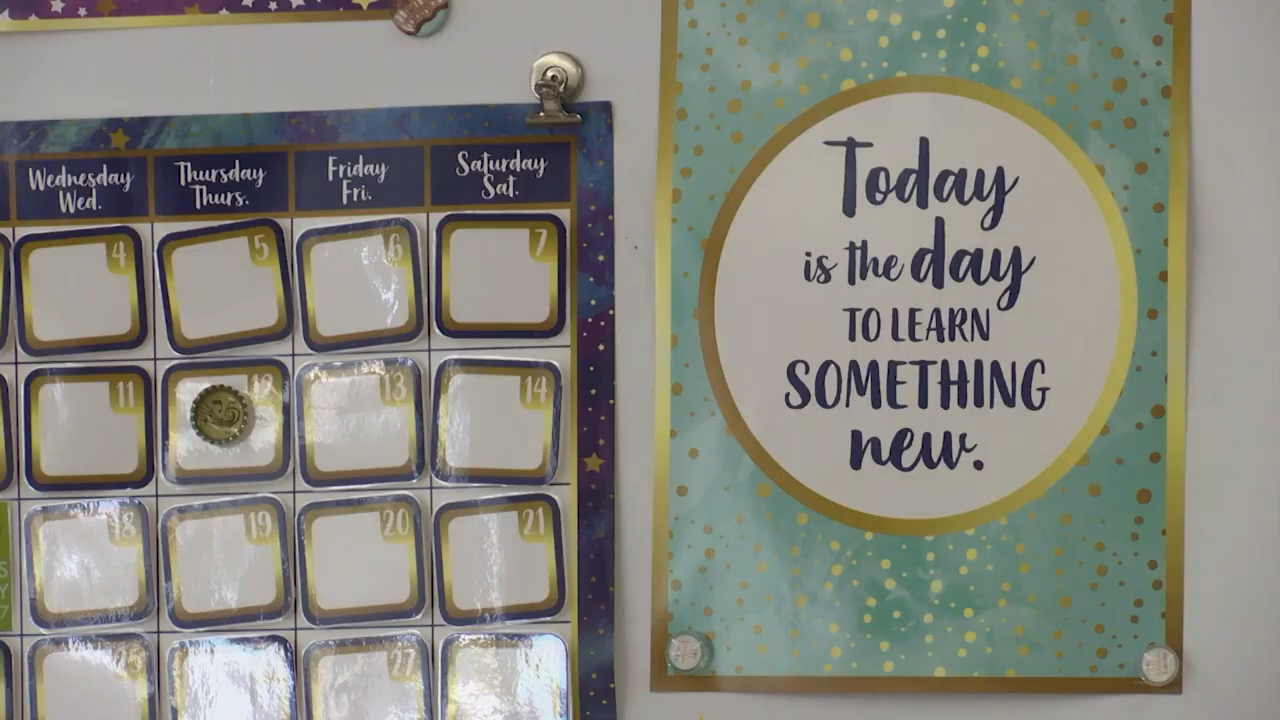 Wednesday
Wed.
Thursday
Thurs.
Friday
Fri.
Saturday
Sat.
4
5
6
7
11
12
13
14
18
19
20
21
27
Today
is the day
TO LEARN
SOMETHING
new.